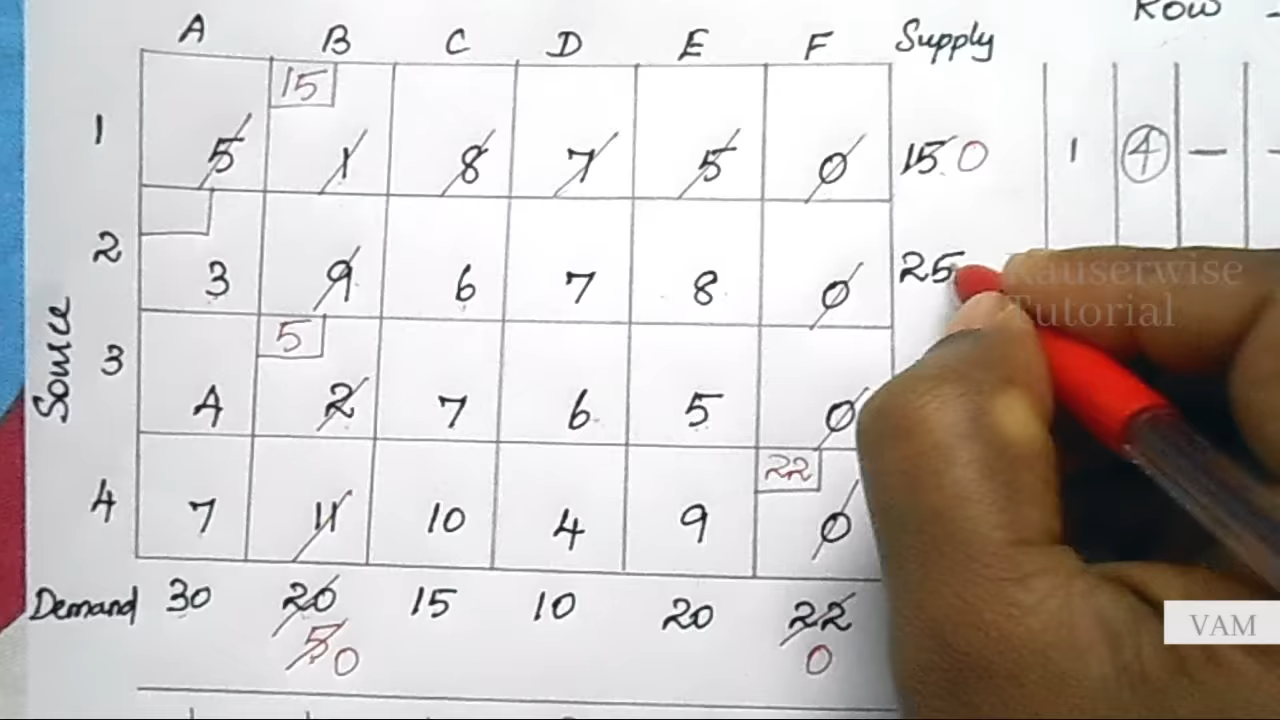 Row
A B C D E F Supply
15
1 5 1 8 7 5 0 15 0 1 4 – -
2 3 9 6 7 8 0 25
Kauserwise
Tutorial
5
Source
3 4 2 7 6 5 0
22
4 7 11 10 4 9 0
Demand 30 20 15 10 20 22
5 0 0
VAM